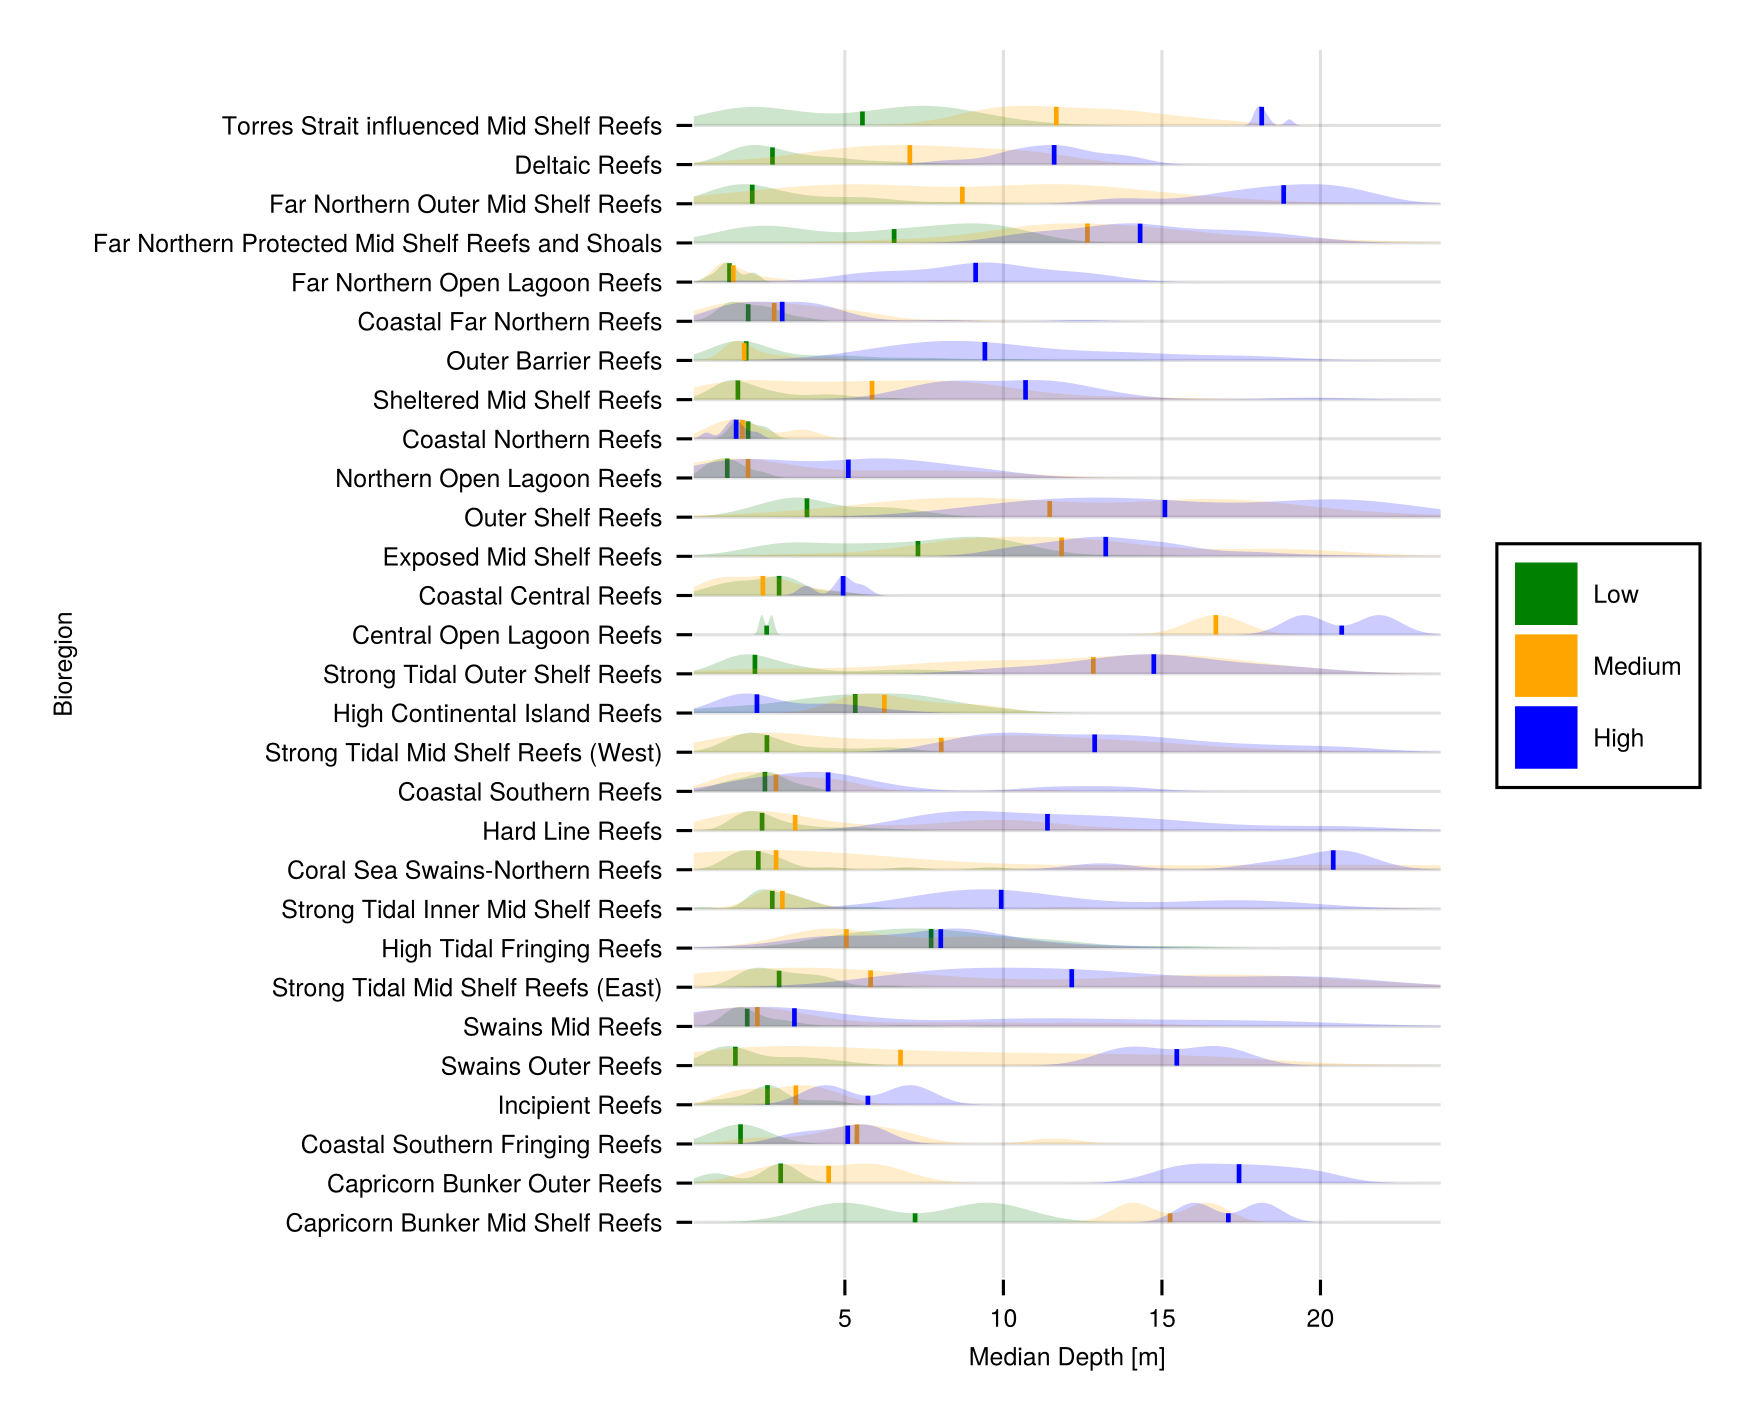 Torres Strait influenced Mid Shelf Reefs
Deltaic Reefs
Far Northern Outer Mid Shelf Reefs
Far Northern Protected Mid Shelf Reefs and Shoals
Far Northern Open Lagoon Reefs
Coastal Far Northern Reefs
Outer Barrier Reefs
Sheltered Mid Shelf Reefs
Coastal Northern Reefs
Northern Open Lagoon Reefs
Outer Shelf Reefs
Exposed Mid Shelf Reefs
Coastal Central Reefs
Central Open Lagoon Reefs
Strong Tidal Outer Shelf Reefs
High Continental Island Reefs
Strong Tidal Mid Shelf Reefs (West)
Coastal Southern Reefs
Hard Line Reefs
Coral Sea Swains-Northern Reefs
Strong Tidal Inner Mid Shelf Reefs
High Tidal Fringing Reefs
Strong Tidal Mid Shelf Reefs (East)
Swains Mid Reefs
Swains Outer Reefs
Incipient Reefs
Coastal Southern Fringing Reefs
Capricorn Bunker Outer Reefs
Capricorn Bunker Mid Shelf Reefs
Bioregion
5 10 15 20
Median Depth [m]
Low
Medium
High